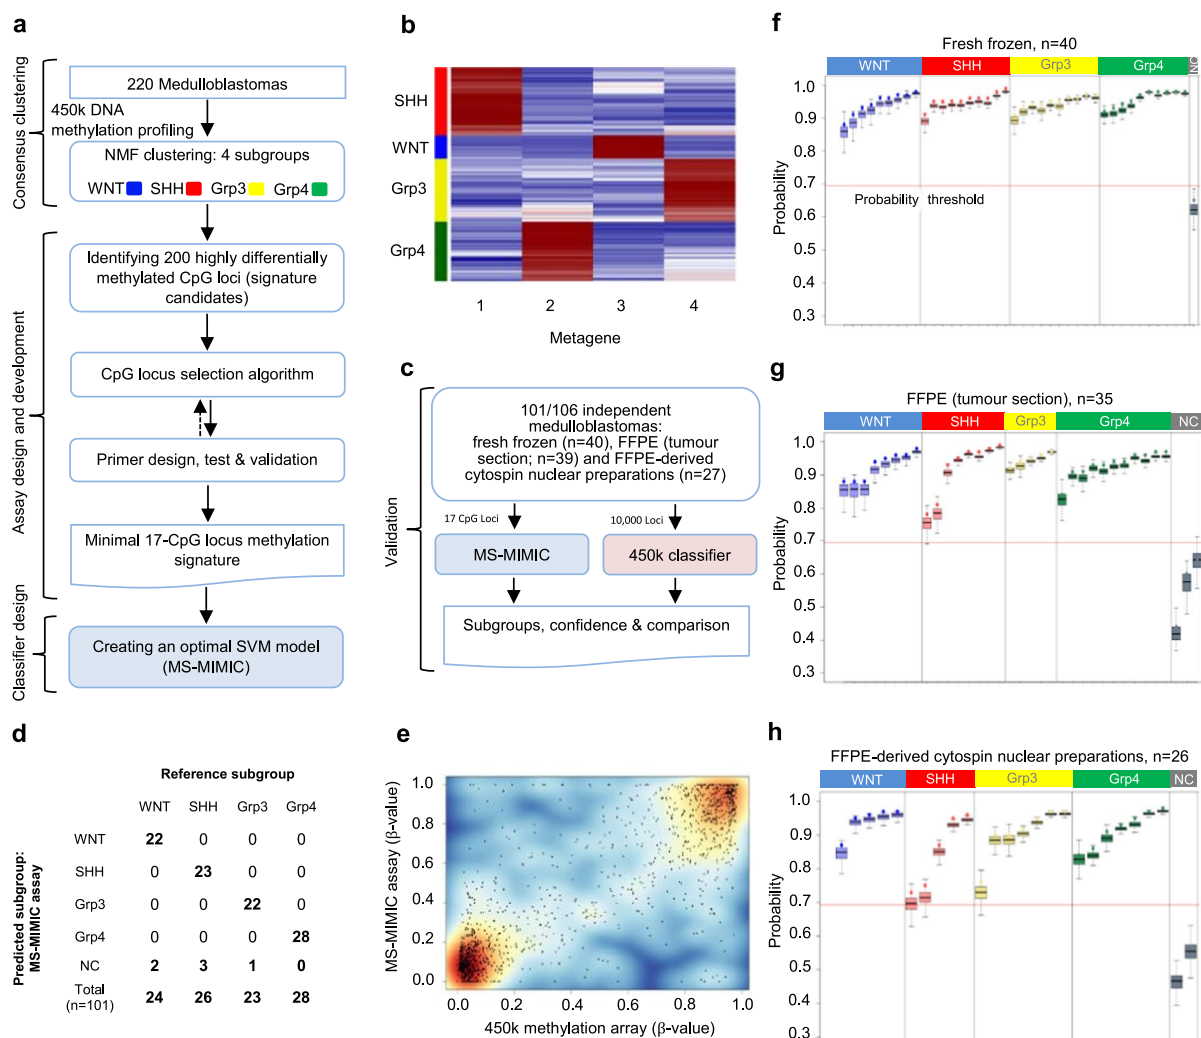 a
Consensus clustering
220 Medulloblastomas
450k DNA
methylation profiling
NMF clustering: 4 subgroups
WNT SHH Grp3 Grp4
Assay design and development
Identifying 200 highly differentially
methylated CpG loci (signature
candidates)
CpG locus selection algorithm
Primer design, test & validation
Minimal 17-CpG locus methylation
signature
Classifier design
Creating an optimal SVM model
(MS-MIMIC)
b
SHH
WNT
Grp3
Grp4
1 2 3 4
Metagene
c
Validation
101/106 independent
medulloblastomas:
fresh frozen (n=40), FFPE (tumour
section; n=39) and FFPE-derived
cytospin nuclear preparations (n=27)
17 CpG Loci 10,000 Loci
MS-MIMIC 450k classifier
Subgroups, confidence & comparison
d
Reference subgroup
WNT SHH Grp3 Grp4
Predicted subgroup:
MS-MIMIC assay
WNT 22 0 0 0
SHH 0 23 0 0
Grp3 0 0 22 0
Grp4 0 0 0 28
NC 2 3 1 0
Total
(n=101) 24 26 23 28
e
MS-MIMIC assay (β-value)
1.0
0.8
0.6
0.4
0.2
0.0
0.0 0.2 0.4 0.6 0.8 1.0
450k methylation array (β-value)
f
Fresh frozen, n=40
WNT SHH Grp3 Grp4 NC
Probability
1.0
0.9
0.8
0.7
0.6
0.5
0.4
0.3
Probability threshold
g
FFPE (tumour section), n=35
WNT SHH Grp3 Grp4 NC
Probability
1.0
0.9
0.8
0.7
0.6
0.5
0.4
0.3
h
FFPE-derived cytospin nuclear preparations, n=26
WNT SHH Grp3 Grp4 NC
Probability
1.0
0.9
0.8
0.7
0.6
0.5
0.4
0.3